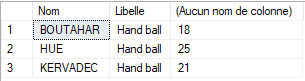 Nom Libelle (Aucun nom de colonne)
1 BOUTAHAR Hand ball 18
2 HUE Hand ball 25
3 KERVADEC Hand ball 21